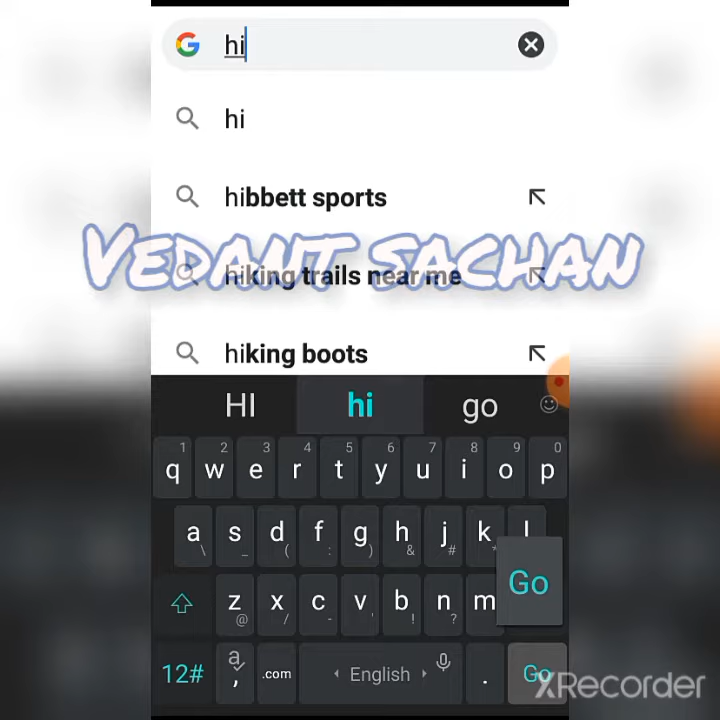 hi
hi
hibbett sports
VEDANT SACHAN
hiking trails near me
hiking boots
HI hi go
1 2 3 4 5 6 7 8 9 0
q w e r t y u i o p
a s d f g h j k l
\ _ ( : ) & # *
Go
z x c v b n m
@ / - ' ! ?
12# a , .com English . Go
XRecorder